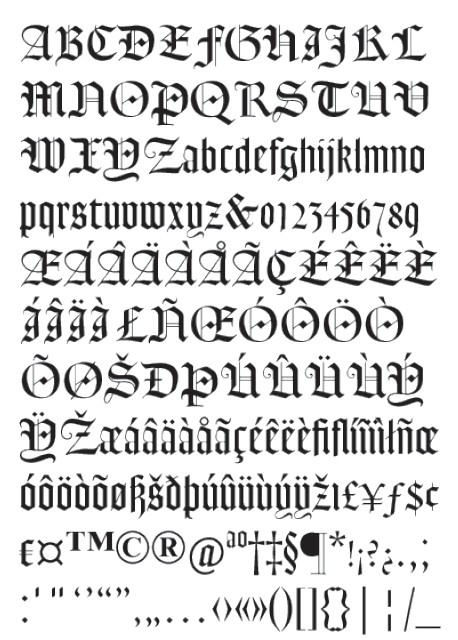 ABCDEFGHIJKL
MNOPQRSTUV
WXYZabcdefghijklmno
pqrstuvwxyz&0123456789
ÆÁÂÄÀÅÃÇÉÊËÈ
ÍÎÏÌŁÑŒÓÔÖÒ
ÕØŠÐÞÚÛÜÙÝ
ŸŽæáâäàåãçéêëèfiflíîïìłñœ
óôöòõøßšðþúûüùýÿžı£¥ƒ$¢
€¤™©®@ªº†‡§¶*!¡?¿.,;
:'"‘’“”‚„…‹›«»()[]{}|¦/_